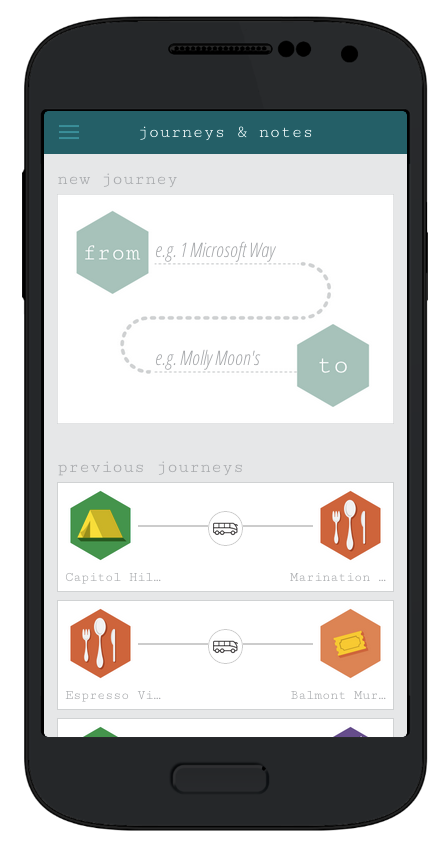 journeys & notes
new journey
from
e.g. 1 Microsoft Way
e.g. Molly Moon's
to
previous journeys
Capitol Hil…
Marination …
Espresso Vi…
Balmont Mur…